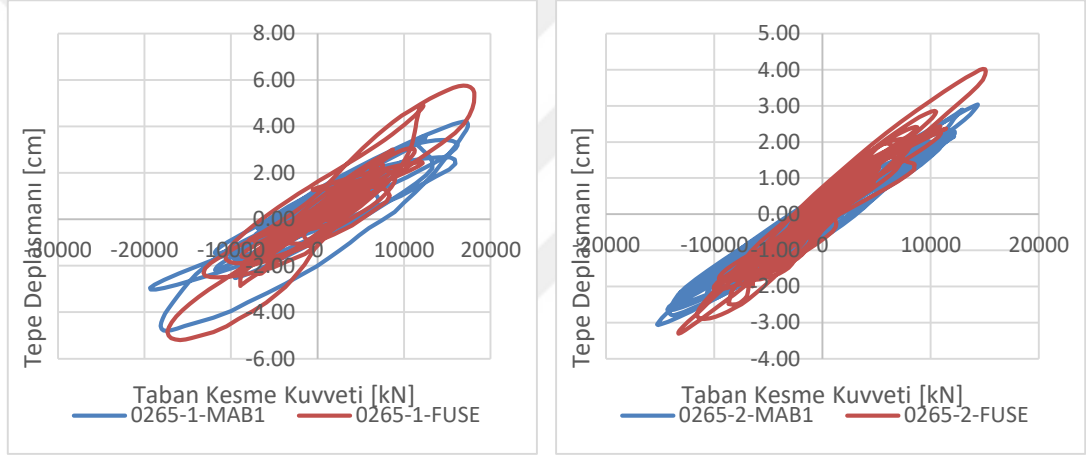 8.00
6.00
4.00
2.00
0.00
-2.00
-4.00
-6.00
-30000 -20000 -10000 0 10000 20000
Tepe Deplasmanı [cm]
Taban Kesme Kuvveti [kN]
0265-1-MAB1 0265-1-FUSE
5.00
4.00
3.00
2.00
1.00
0.00
-1.00
-2.00
-3.00
-4.00
-20000 -10000 0 10000 20000
Tepe Deplasmanı [cm]
Taban Kesme Kuvveti [kN]
0265-2-MAB1 0265-2-FUSE